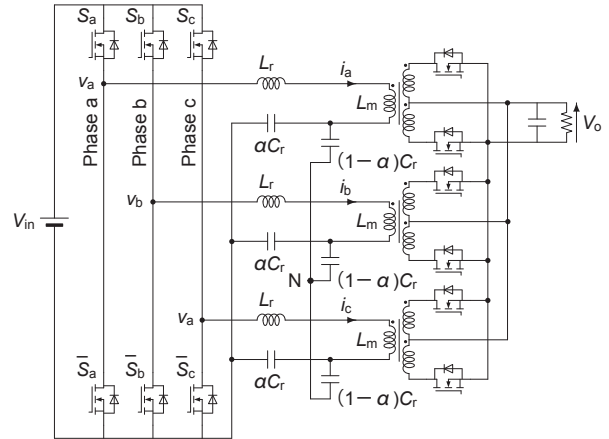 Sa Sb Sc
va
Lr ia
Lm
αCr
(1−α)Cr
Phase a
Phase b
Phase c
Vo
Vin
vb
Lr ib
Lm
αCr
N
(1−α)Cr
va
Lr ic
Lm
αCr
(1−α)Cr
S̅a S̅b S̅c